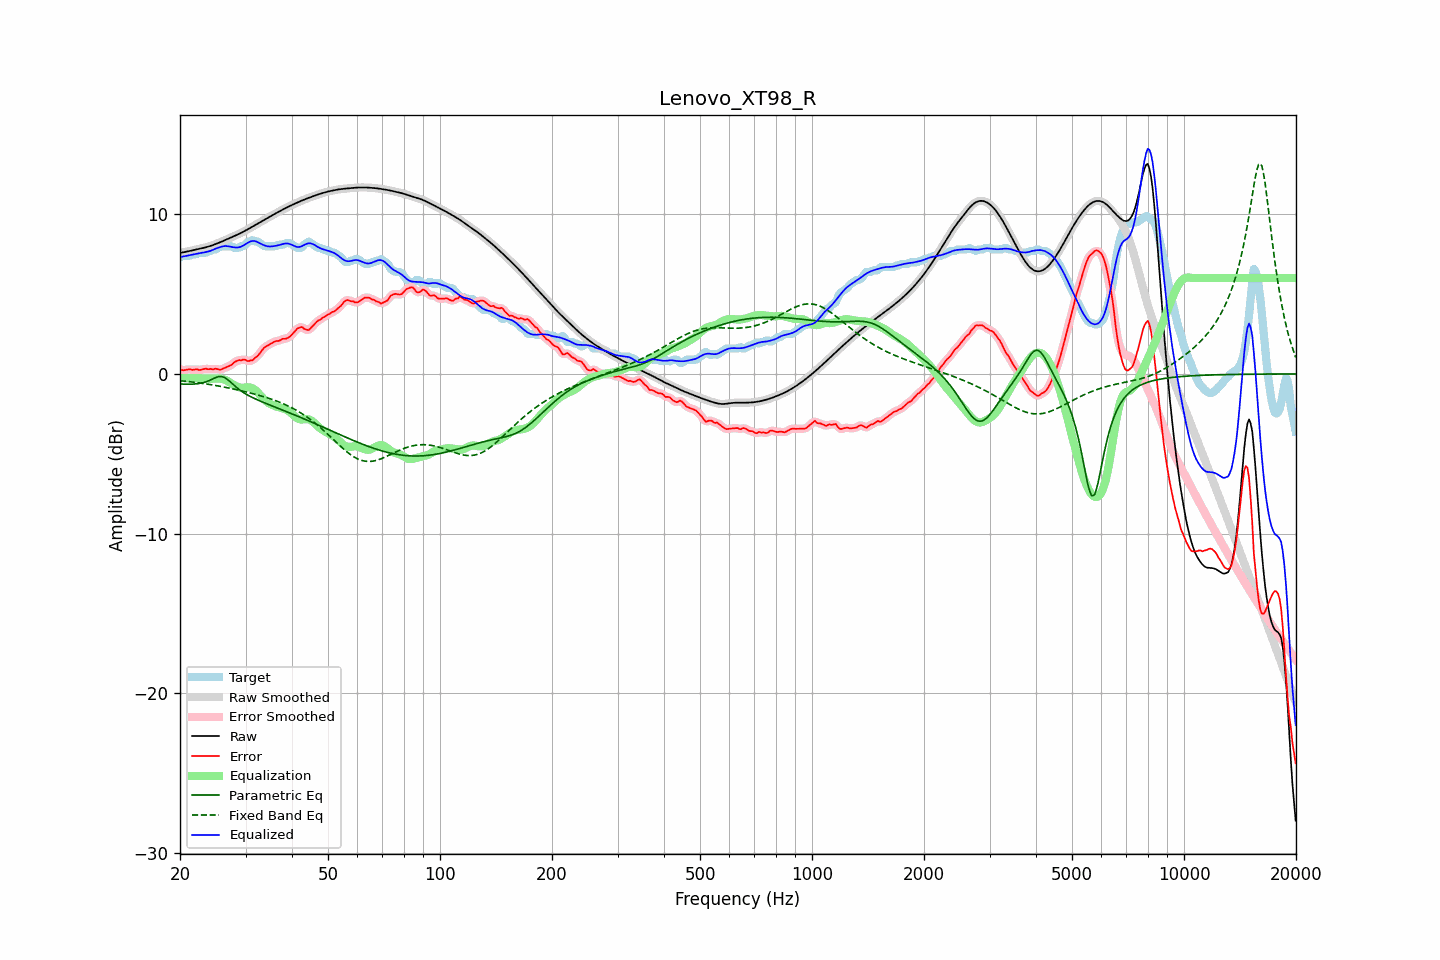 Lenovo_XT98_R
Amplitude (dBr)
10
0
−10
−20
−30
Target
Raw Smoothed
Error Smoothed
Raw
Error
Equalization
Parametric Eq
Fixed Band Eq
Equalized
20 50 100 200 500 1000 2000 5000 10000 20000
Frequency (Hz)